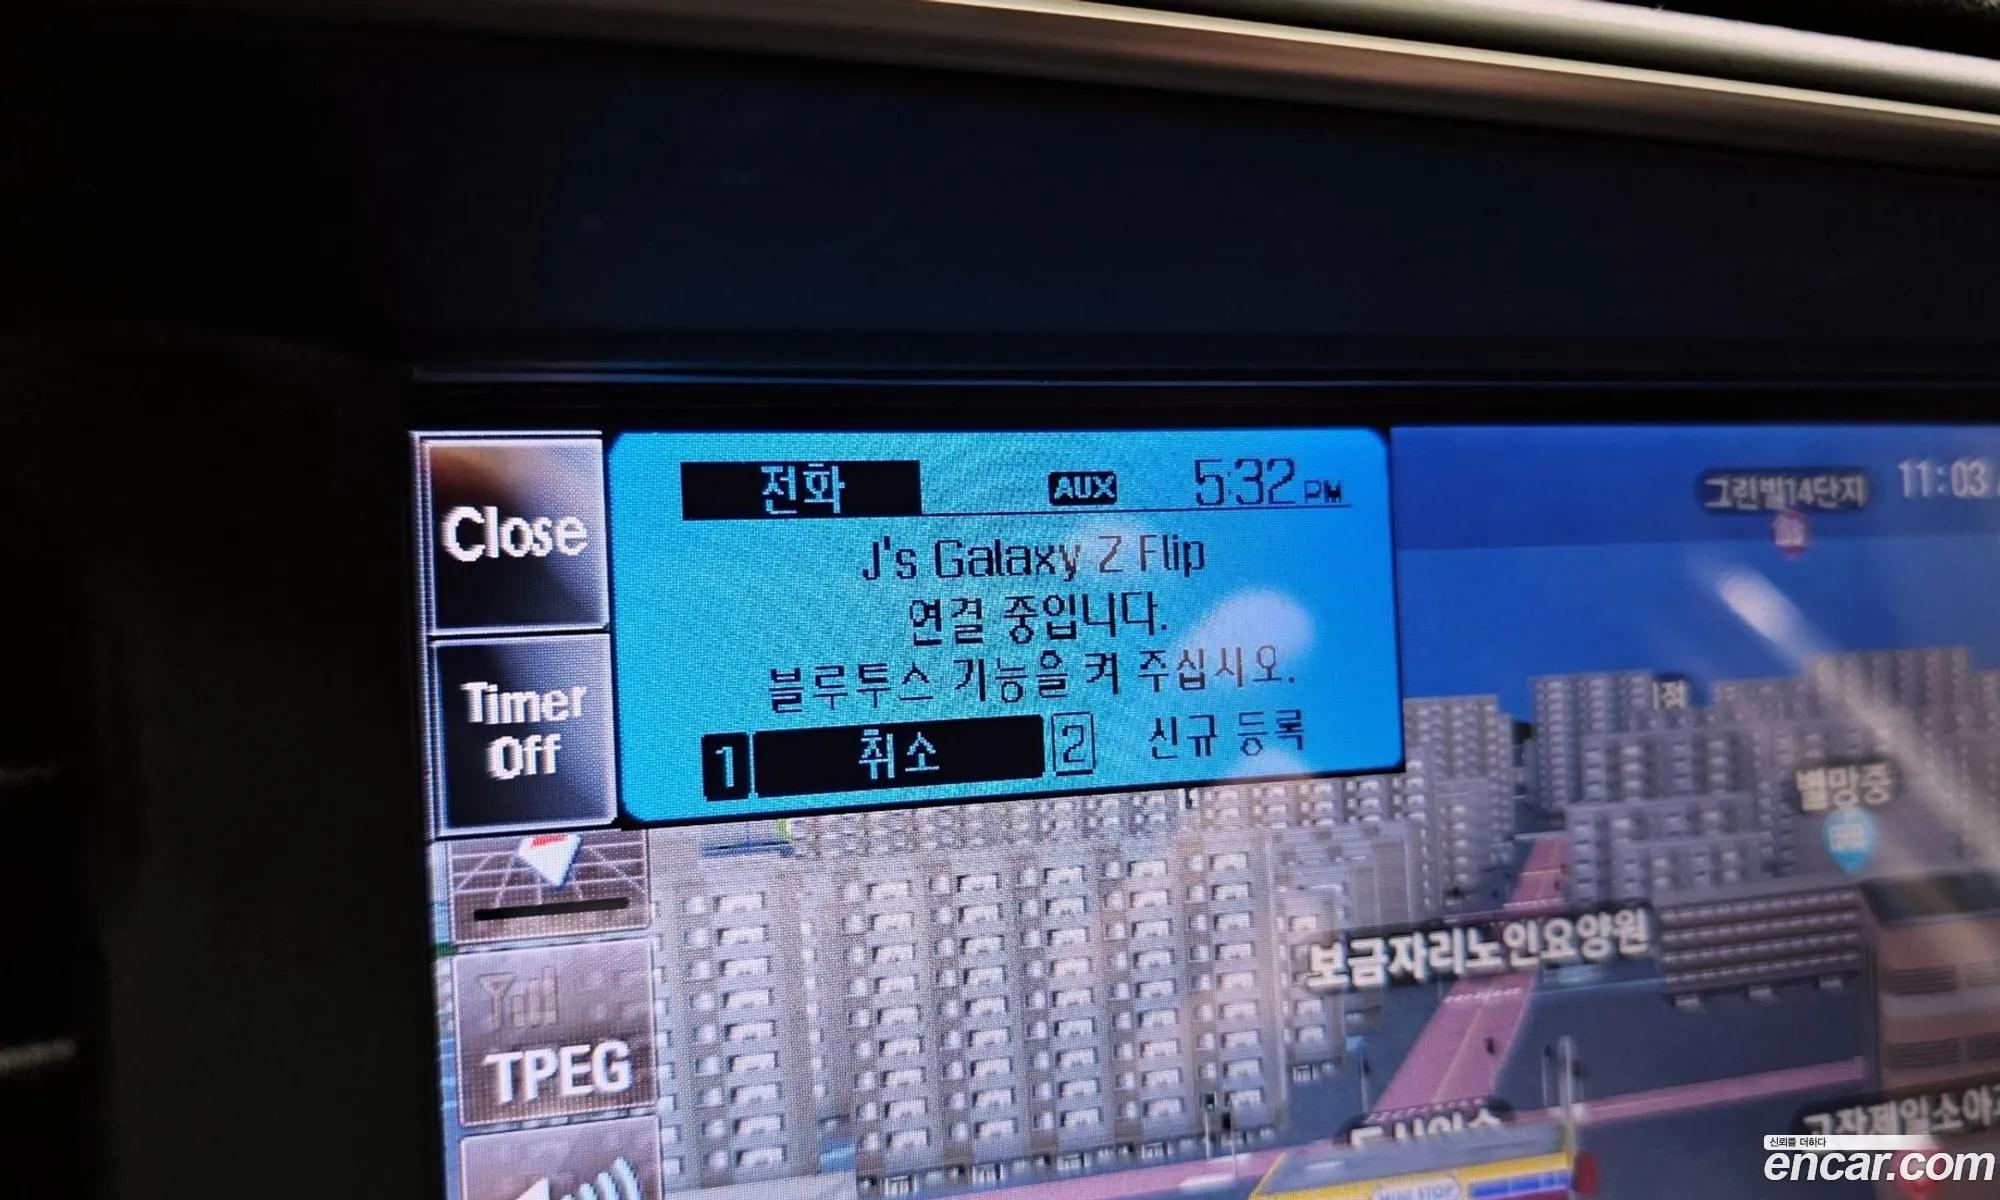 Close
전화 AUX 5:32 PM
J's Galaxy Z Flip
연결 중입니다.
블루투스 기능을 켜 주십시오.
1 취소 2 신규 등록
Timer
Off
그린빌14단지
11:03
별망중
보금자리노인요양원
TPEG
신뢰를 더하다
encar.com